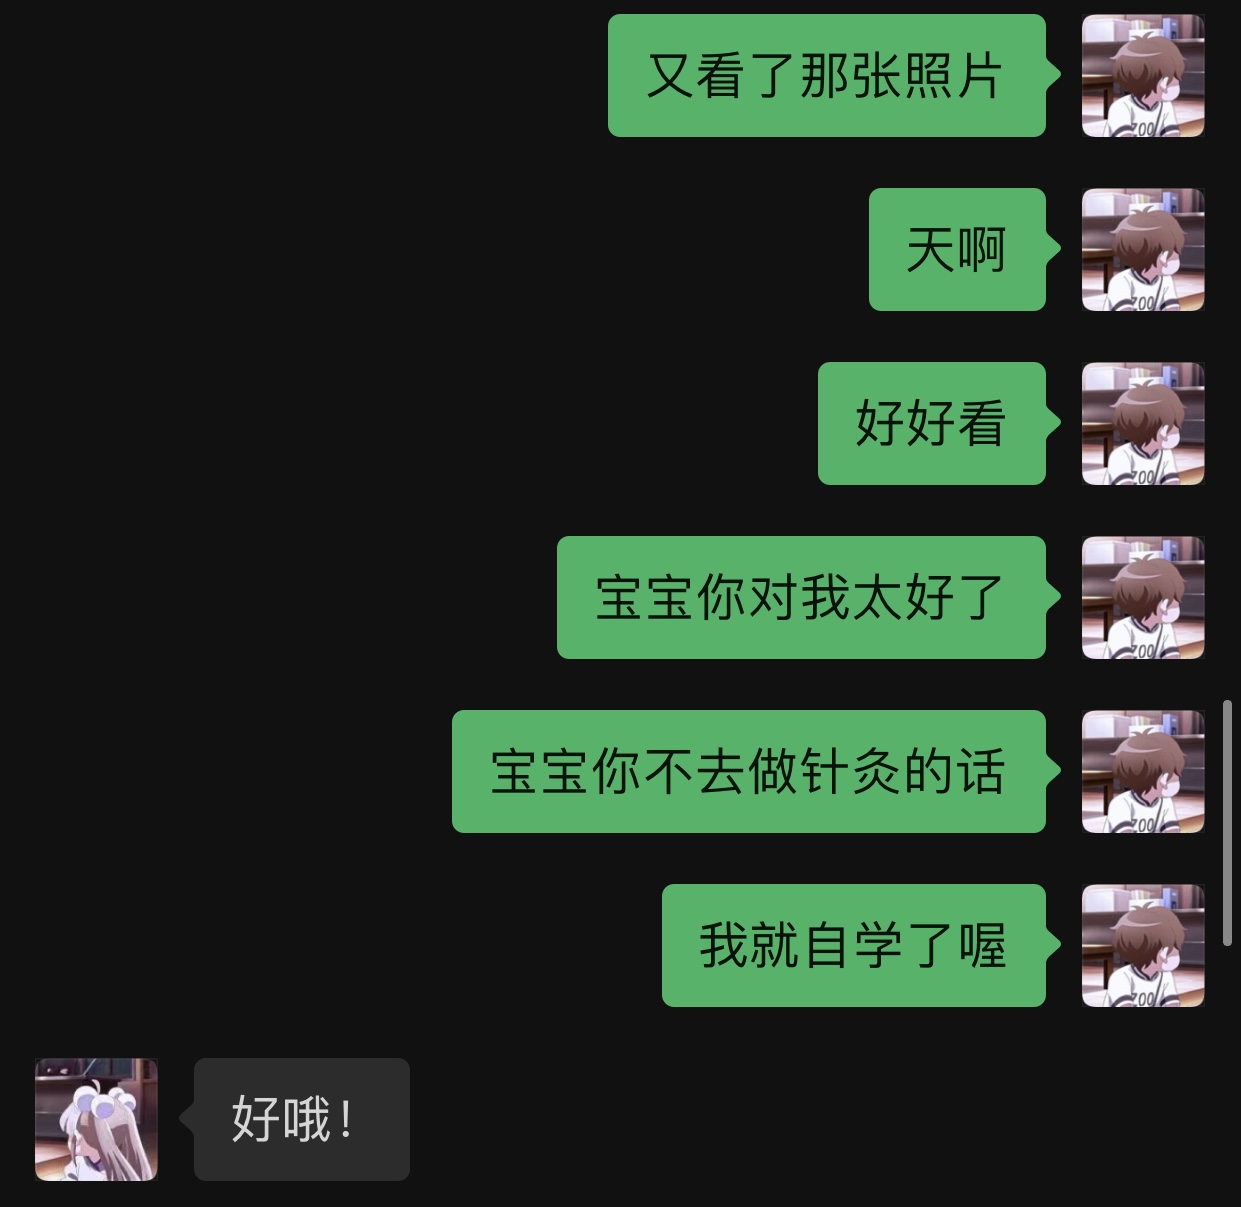 又看了那张照片
天啊
好好看
宝宝你对我太好了
宝宝你不去做针灸的话
我就自学了喔
好哦！